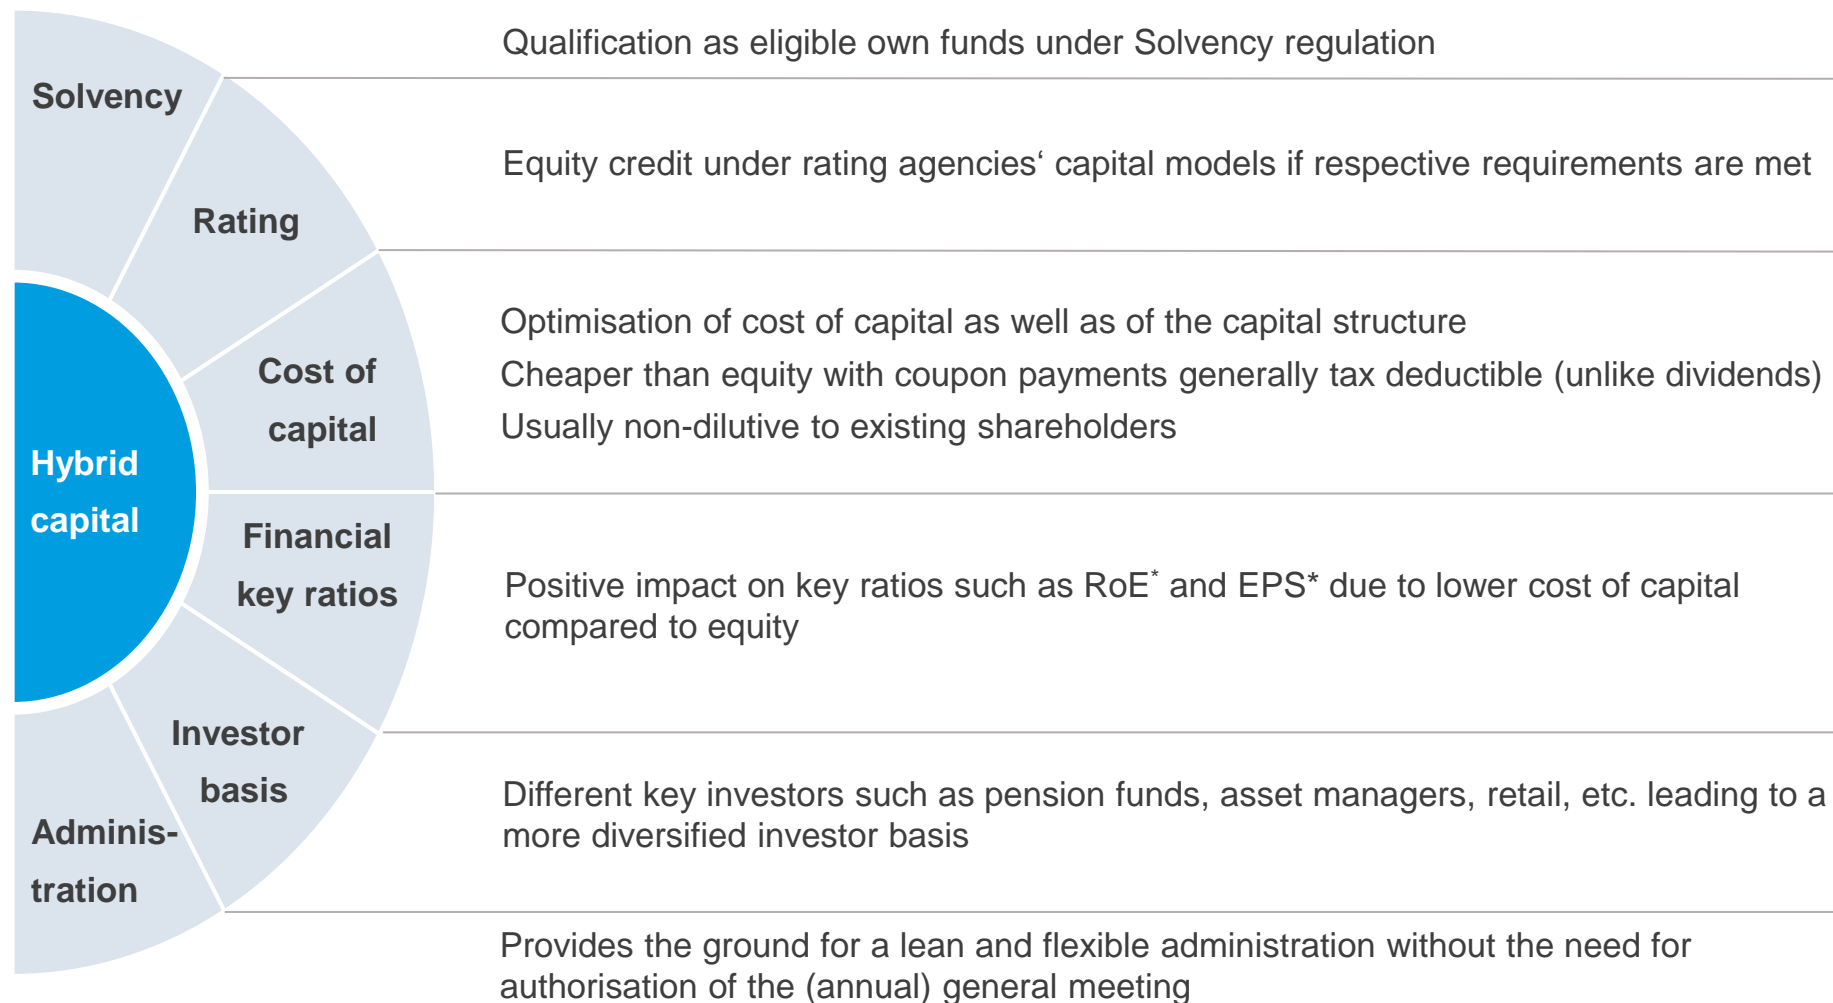 Qualification as eligible own funds under Solvency regulation
Solvency
Equity credit under rating agencies‘ capital models if respective requirements are met
Rating
Optimisation of cost of capital as well as of the capital structure
Cheaper than equity with coupon payments generally tax deductible (unlike dividends)
Usually non-dilutive to existing shareholders
Cost of
capital
Hybrid
capital
Financial
key ratios
Positive impact on key ratios such as RoE* and EPS* due to lower cost of capital
compared to equity
Investor
basis
Different key investors such as pension funds, asset managers, retail, etc. leading to a
more diversified investor basis
Adminis-
tration
Provides the ground for a lean and flexible administration without the need for
authorisation of the (annual) general meeting